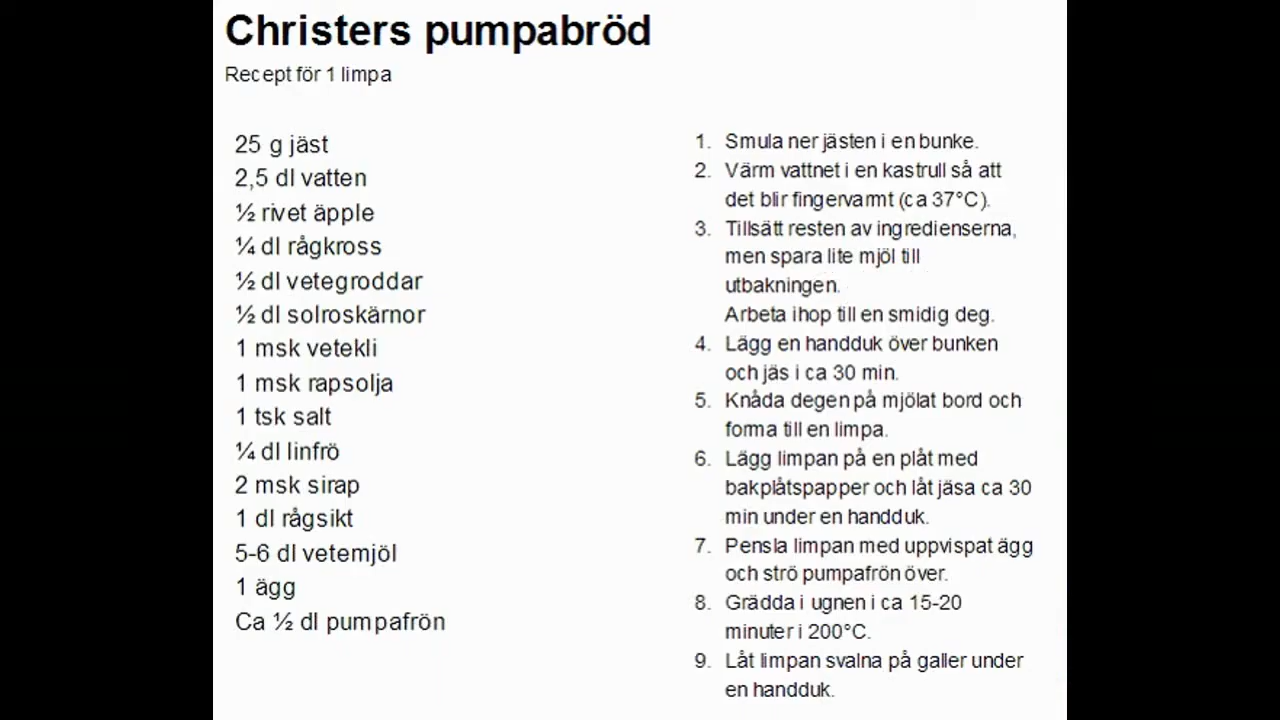 Christers pumpabröd
Recept för 1 limpa
25 g jäst
2,5 dl vatten
½ rivet äpple
¼ dl rågkross
½ dl vetegroddar
½ dl solroskärnor
1 msk vetekli
1 msk rapsolja
1 tsk salt
¼ dl linfrö
2 msk sirap
1 dl rågsikt
5-6 dl vetemjöl
1 ägg
Ca ½ dl pumpafrön
1. Smula ner jästen i en bunke.
2. Värm vattnet i en kastrull så att
det blir fingervarmt (ca 37°C).
3. Tillsätt resten av ingredienserna,
men spara lite mjöl till
utbakningen.
Arbeta ihop till en smidig deg.
4. Lägg en handduk över bunken
och jäs i ca 30 min.
5. Knåda degen på mjölat bord och
forma till en limpa.
6. Lägg limpan på en plåt med
bakplåtspapper och låt jäsa ca 30
min under en handduk.
7. Pensla limpan med uppvispat ägg
och strö pumpafrön över.
8. Grädda i ugnen i ca 15-20
minuter i 200°C.
9. Låt limpan svalna på galler under
en handduk.